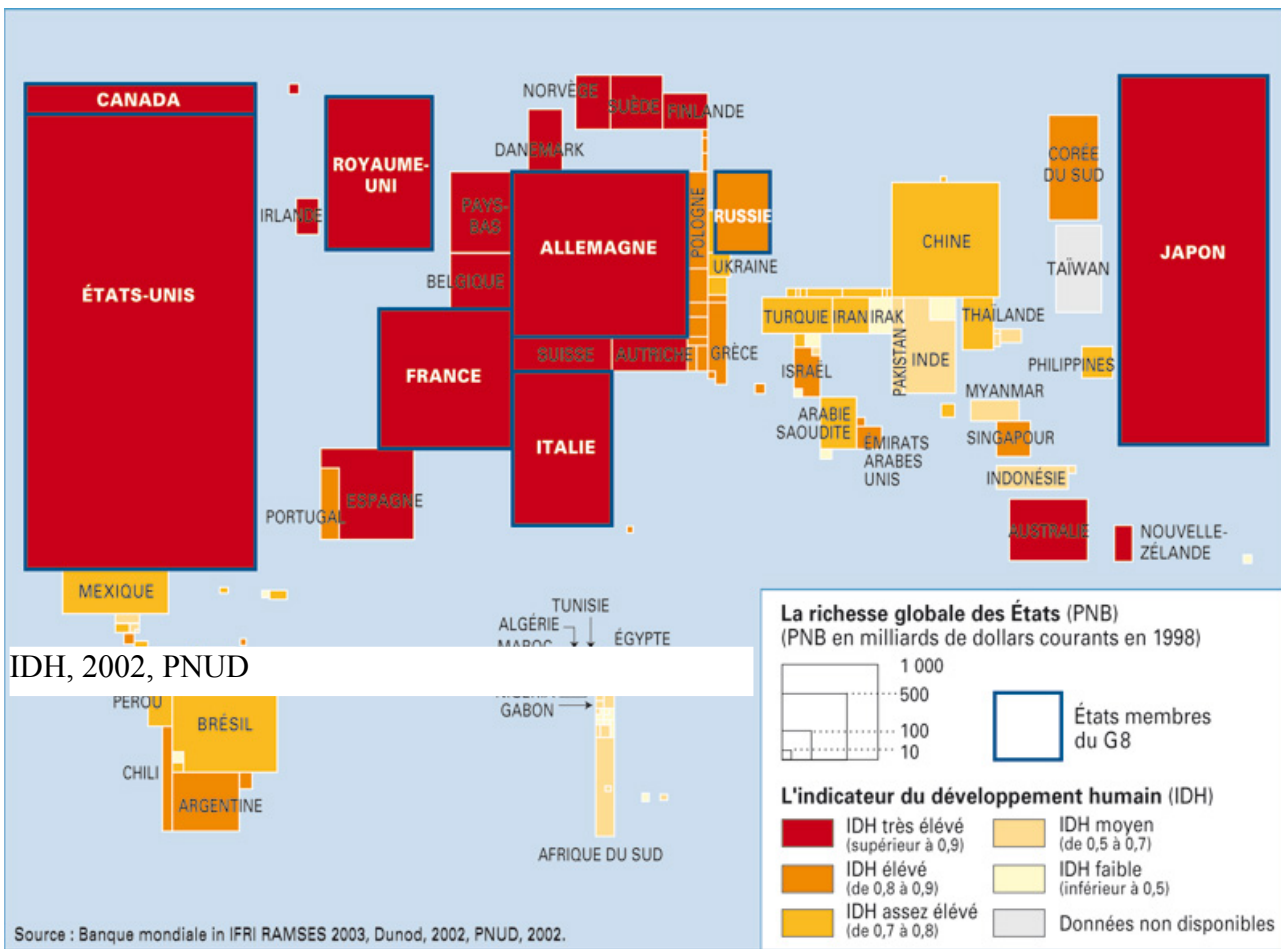 CANADA
ÉTATS-UNIS
IRLANDE
ROYAUME-
UNI
NORVÈGE
SUÈDE
FINLANDE
DANEMARK
PAYS-
BAS
BELGIQUE
ALLEMAGNE
POLOGNE
RUSSIE
UKRAINE
FRANCE
SUISSE
AUTRICHE
GRÈCE
ITALIE
PORTUGAL
ESPAGNE
TURQUIE
IRAN
IRAK
ISRAËL
ARABIE
SAOUDITE
ÉMIRATS
ARABES
UNIS
PAKISTAN
INDE
CHINE
THAÏLANDE
MYANMAR
SINGAPOUR
INDONÉSIE
PHILIPPINES
CORÉE
DU SUD
TAÏWAN
JAPON
AUSTRALIE
NOUVELLE-
ZÉLANDE
MEXIQUE
TUNISIE
ALGÉRIE
MAROC
ÉGYPTE
IDH, 2002, PNUD
PÉROU
BRÉSIL
CHILI
ARGENTINE
GABON
AFRIQUE DU SUD
La richesse globale des États (PNB)
(PNB en milliards de dollars courants en 1998)
1 000
500
100
10
États membres
du G8
L'indicateur du développement humain (IDH)
IDH très élévé
(supérieur à 0,9)
IDH élévé
(de 0,8 à 0,9)
IDH assez élévé
(de 0,7 à 0,8)
IDH moyen
(de 0,5 à 0,7)
IDH faible
(inférieur à 0,5)
Données non disponibles
Source : Banque mondiale in IFRI RAMSES 2003, Dunod, 2002, PNUD, 2002.